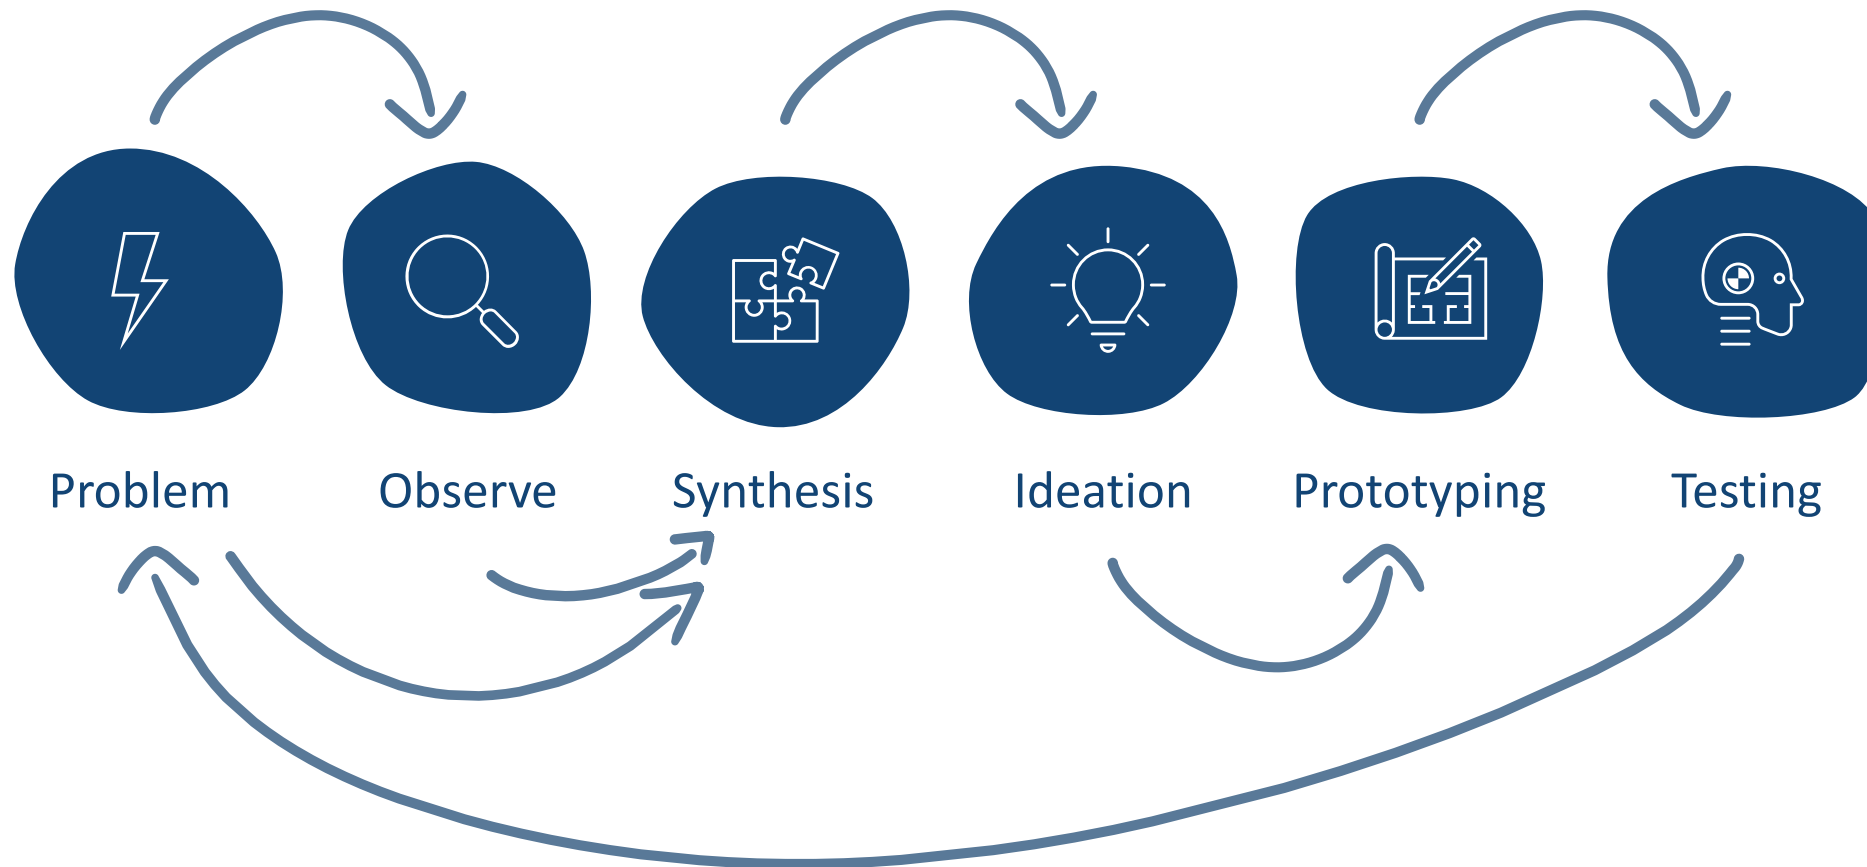 Problem
Observe
Synthesis
Ideation
Prototyping
Testing